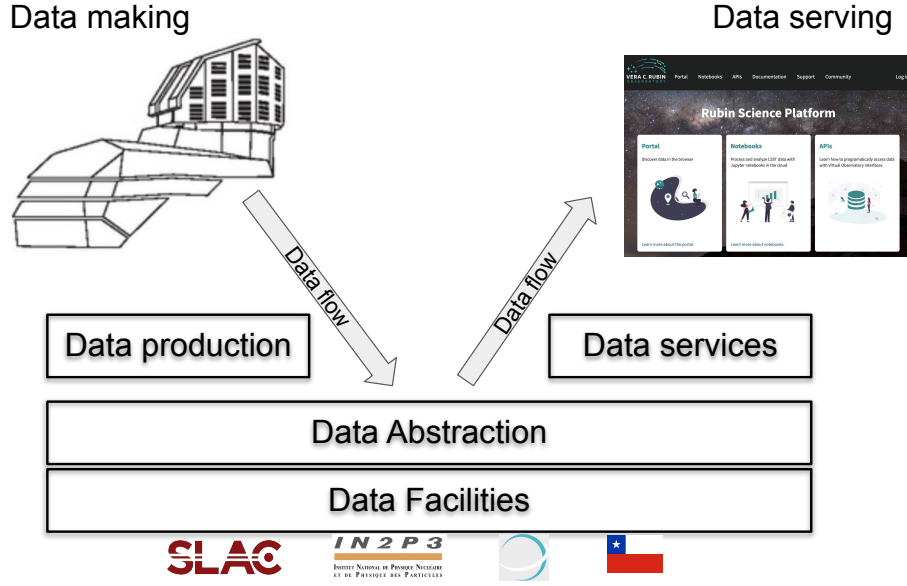 Data making
Data serving
VERA C. RUBIN
OBSERVATORY
Portal Notebooks APIs Documentation Support Community Log in
Rubin Science Platform
Portal
Discover data in the browser
Learn more about the portal.
Notebooks
Process and analyze LSST data with
Jupyter notebooks in the cloud
Learn more about notebooks.
APIs
Learn how to programatically access data
with Virtual Observatory interfaces
Data flow
Data flow
Data production
Data services
Data Abstraction
Data Facilities
SLAC
IN2P3
INSTITUT NATIONAL DE PHYSIQUE NUCLÉAIRE
ET DE PHYSIQUE DES PARTICULES